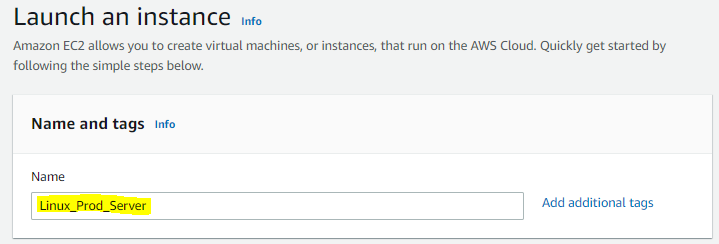 Launch an instance Info
Amazon EC2 allows you to create virtual machines, or instances, that run on the AWS Cloud. Quickly get started by
following the simple steps below.
Name and tags Info
Name
Linux_Prod_Server Add additional tags